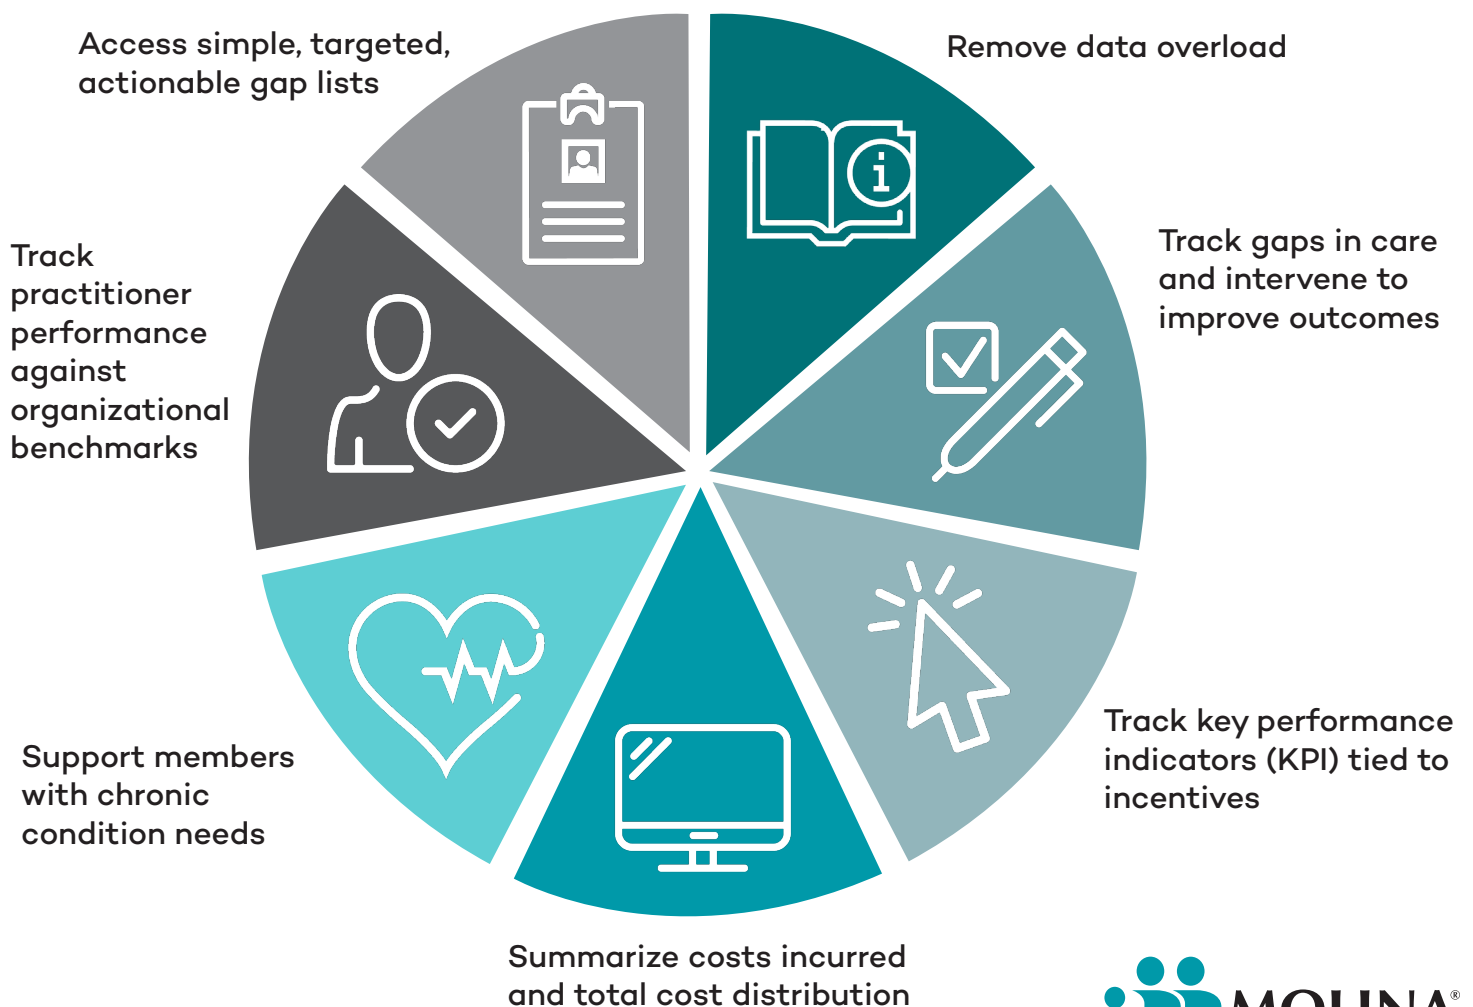 Access simple, targeted,
actionable gap lists
Remove data overload
Track gaps in care
and intervene to
improve outcomes
Track
practitioner
performance
against
organizational
benchmarks
Track key performance
indicators (KPI) tied to
incentives
Support members
with chronic
condition needs
Summarize costs incurred
and total cost distribution
i
MOLINA®